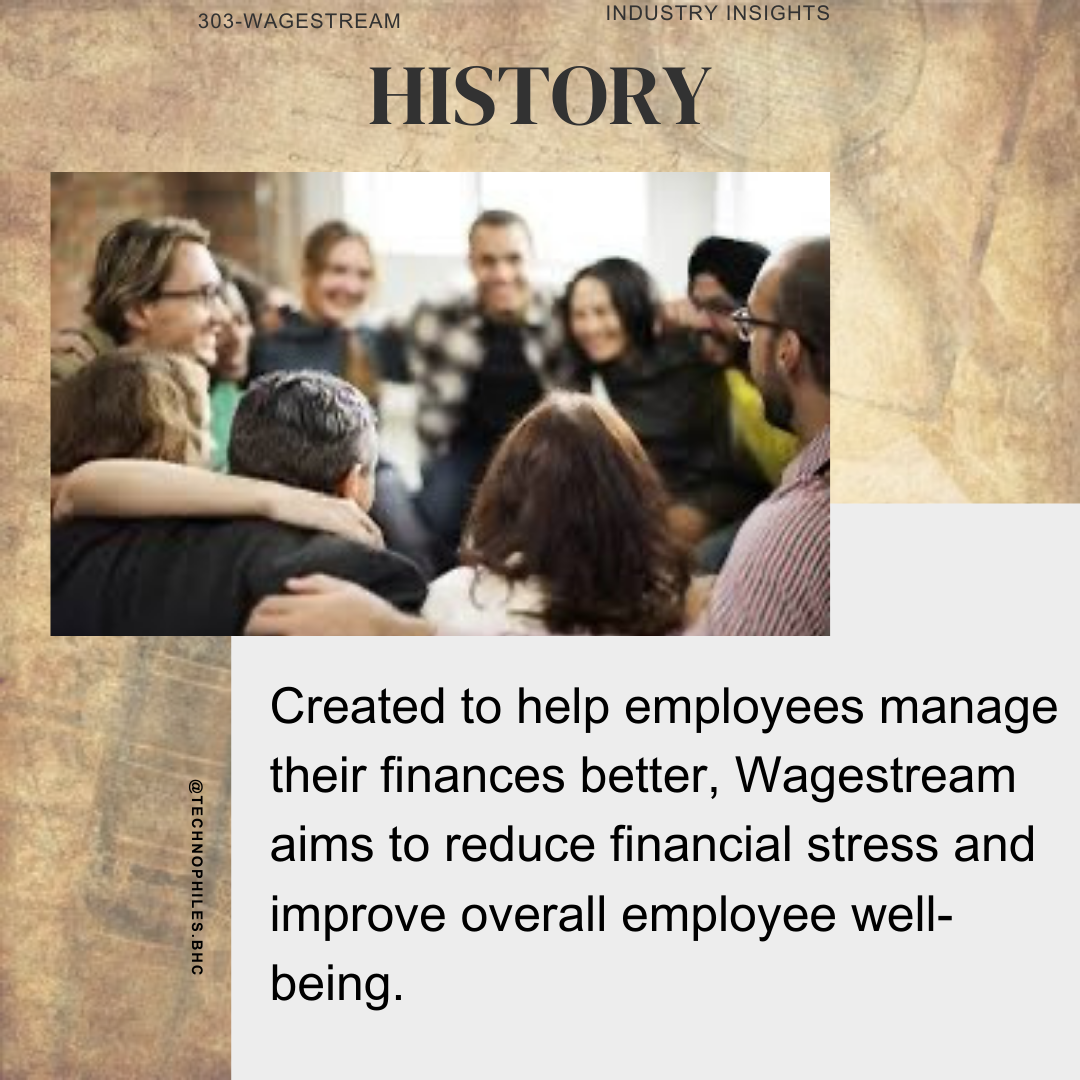 303-WAGESTREAM
INDUSTRY INSIGHTS
HISTORY
Created to help employees manage
their finances better, Wagestream
aims to reduce financial stress and
improve overall employee well-
being.
@TECHNOPHILES.BHC